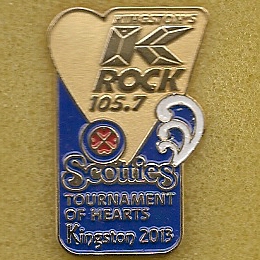 KINGSTON'S
K
ROCK
105.7
Scotties
TOURNAMENT
OF HEARTS
Kingston 2013